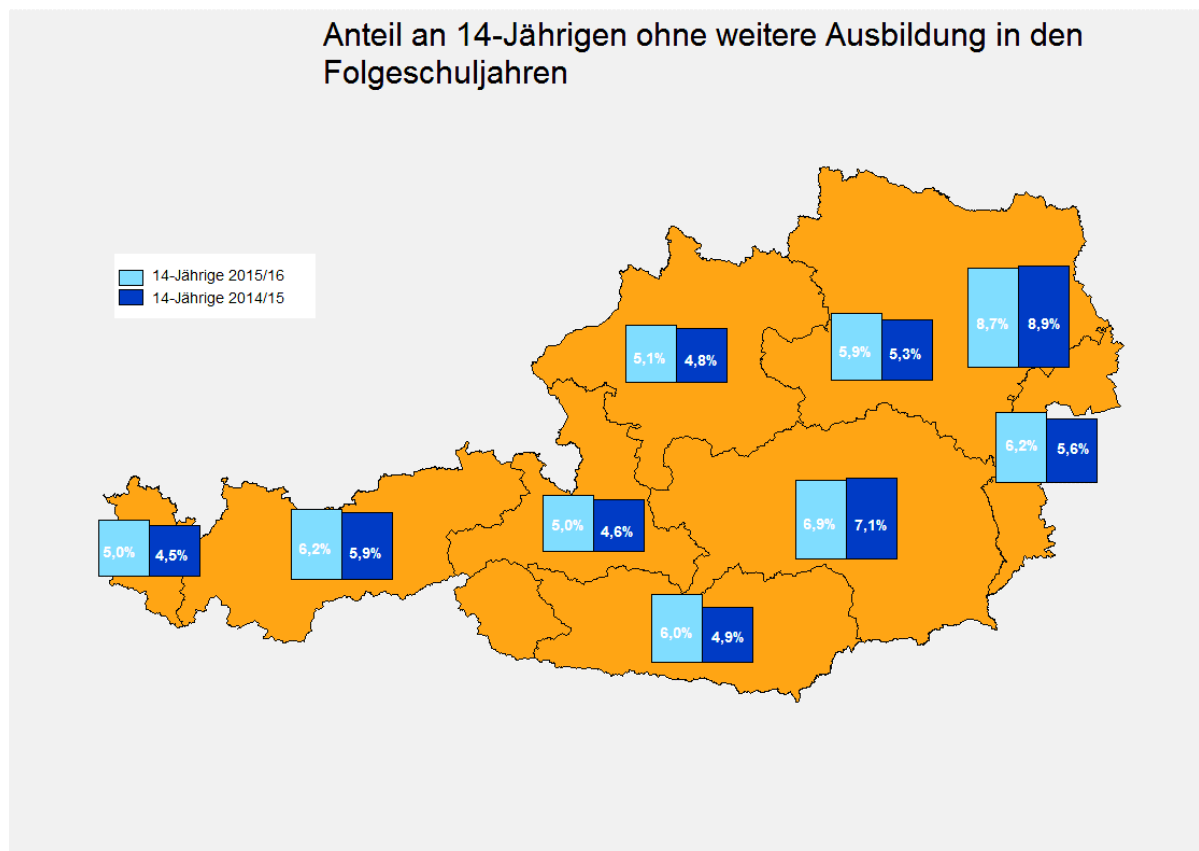 Anteil an 14-Jährigen ohne weitere Ausbildung in den
Folgeschuljahren
14-Jährige 2015/16
14-Jährige 2014/15
8,7% 8,9%
5,1% 4,8%
5,9% 5,3%
6,2% 5,6%
6,9% 7,1%
5,0% 4,6%
6,2% 5,9%
5,0% 4,5%
6,0% 4,9%